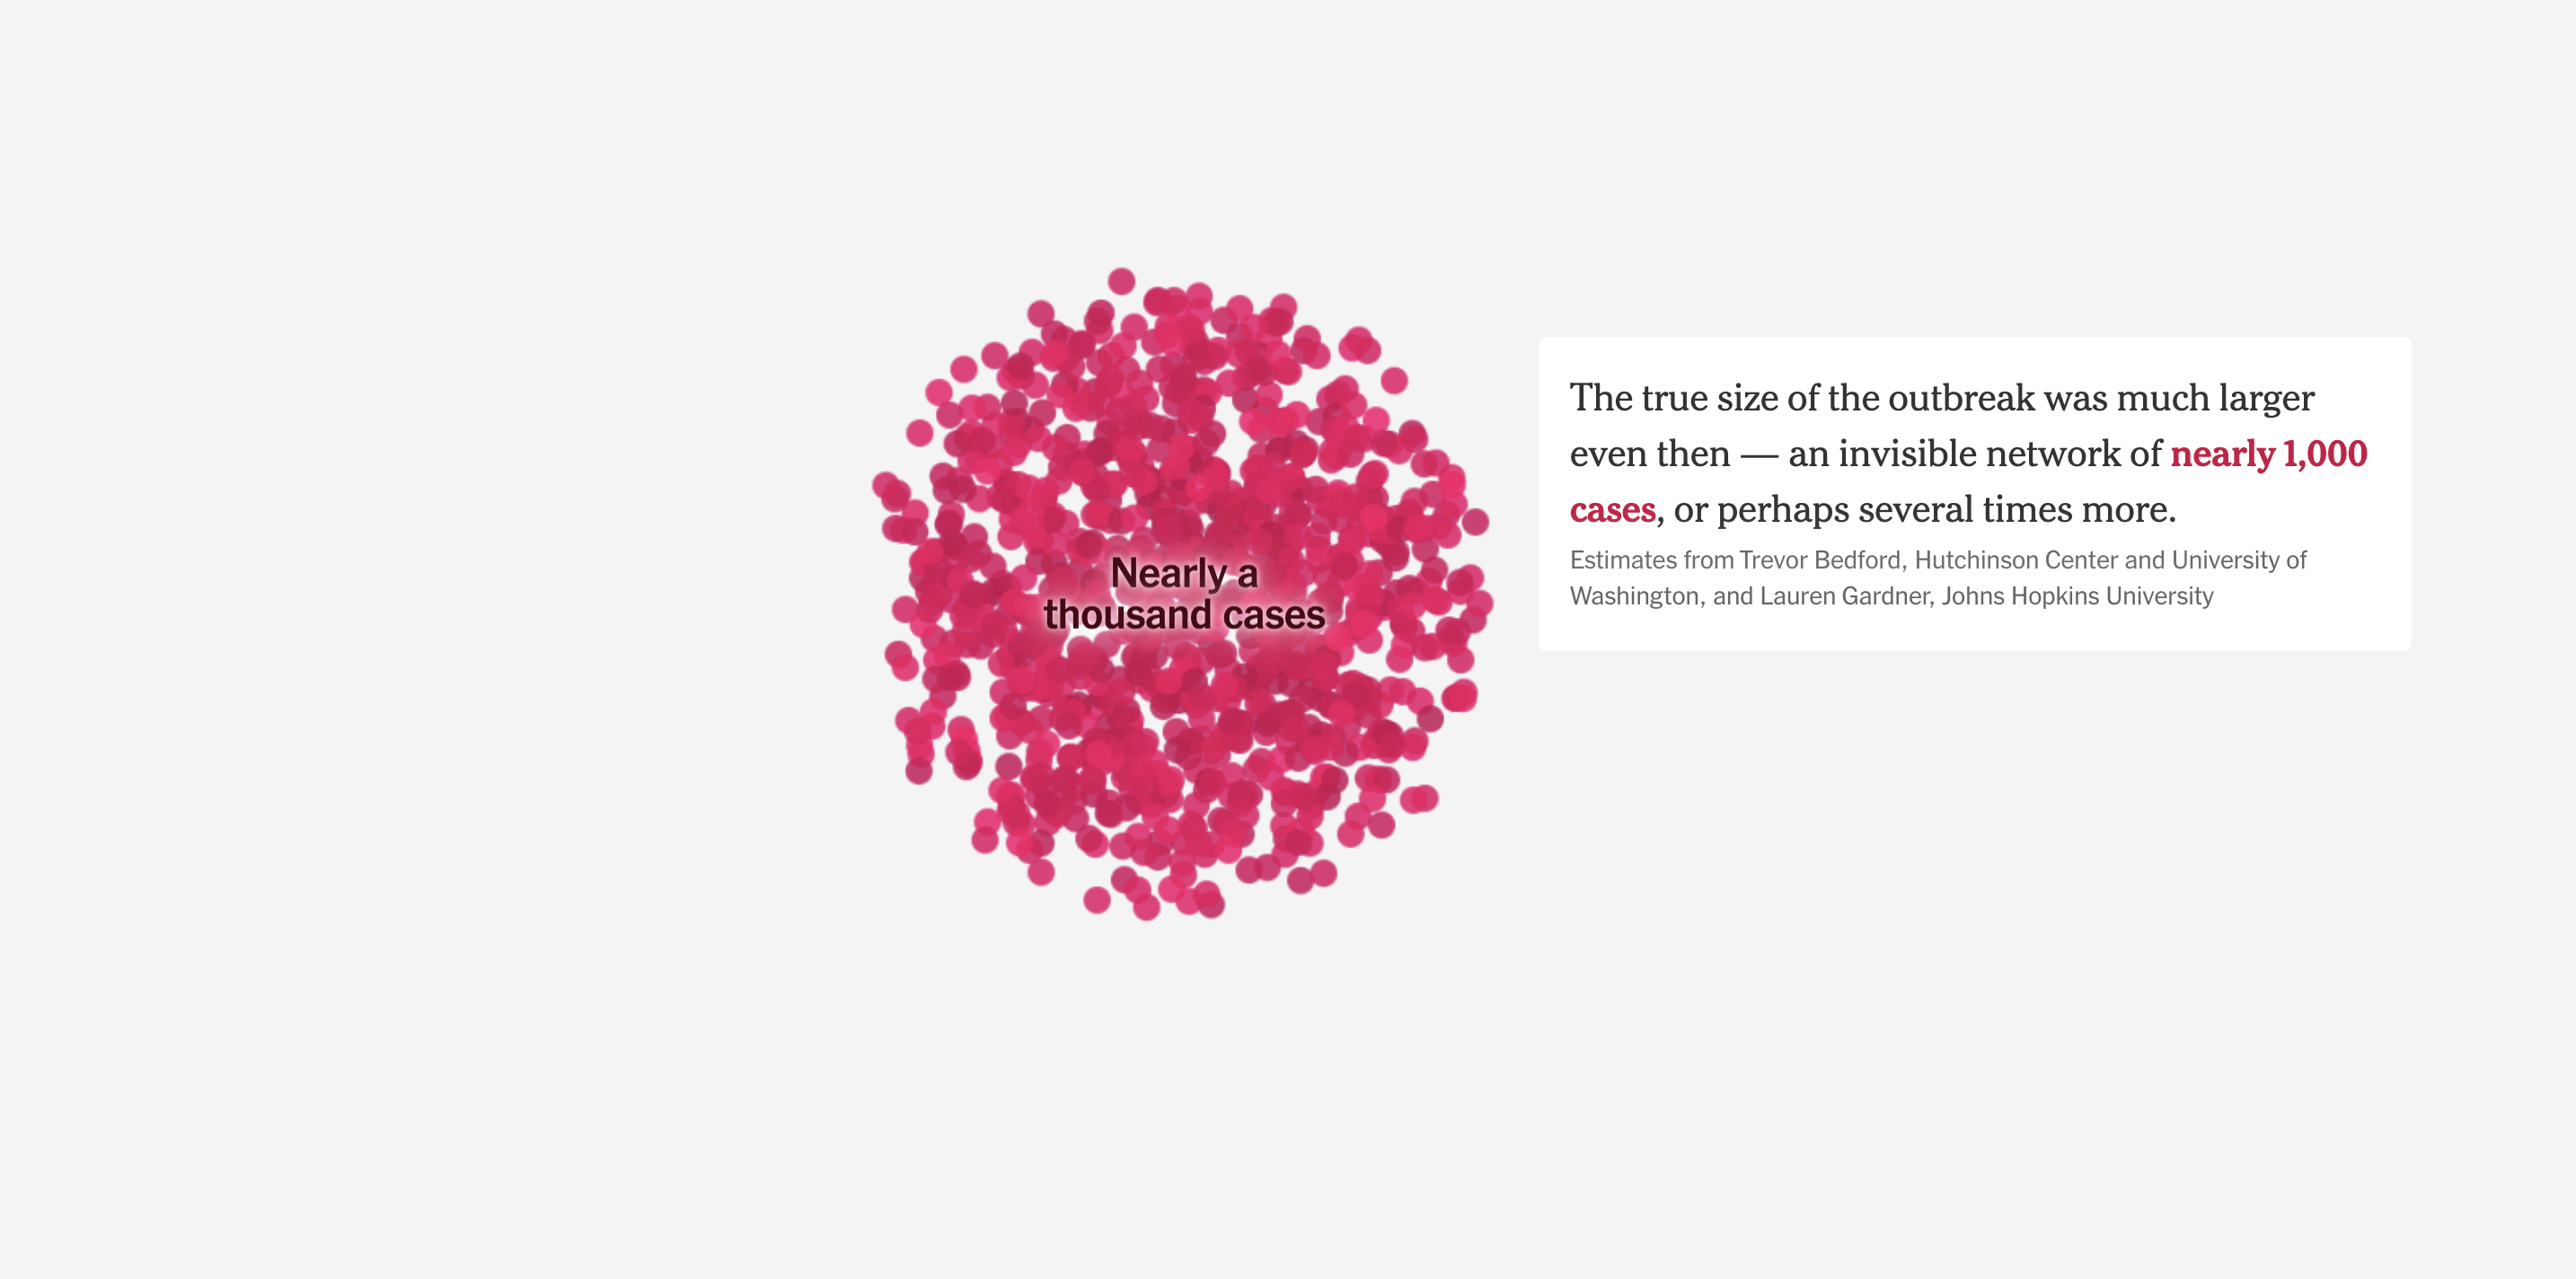 Nearly a
thousand cases
The true size of the outbreak was much larger
even then — an invisible network of nearly 1,000
cases, or perhaps several times more.
Estimates from Trevor Bedford, Hutchinson Center and University of
Washington, and Lauren Gardner, Johns Hopkins University